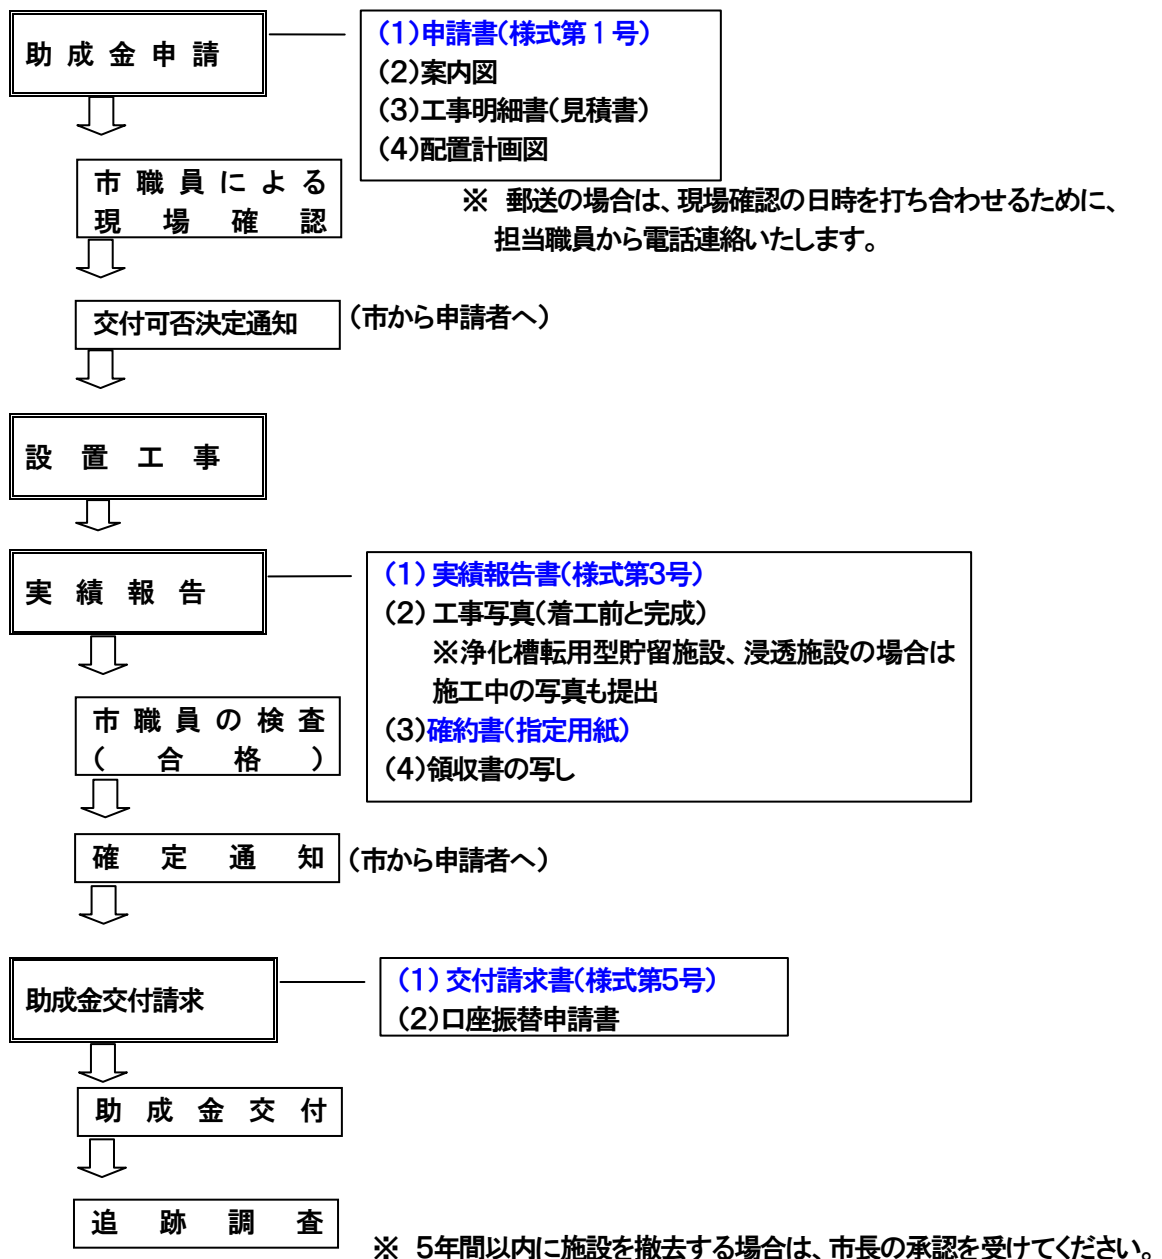 助成金申請
(1)申請書(様式第１号)
(2)案内図
(3)工事明細書(見積書)
(4)配置計画図
市職員による
現場確認
※ 郵送の場合は、現場確認の日時を打ち合わせるために、
担当職員から電話連絡いたします。
交付可否決定通知
(市から申請者へ)
設置工事
実績報告
(1) 実績報告書(様式第3号)
(2) 工事写真(着工前と完成)
※浄化槽転用型貯留施設、浸透施設の場合は
施工中の写真も提出
(3)確約書(指定用紙)
(4)領収書の写し
市職員の検査
(合格)
確定通知
(市から申請者へ)
助成金交付請求
(1) 交付請求書(様式第5号)
(2)口座振替申請書
助成金交付
追跡調査
※ 5年間以内に施設を撤去する場合は、市長の承認を受けてください。